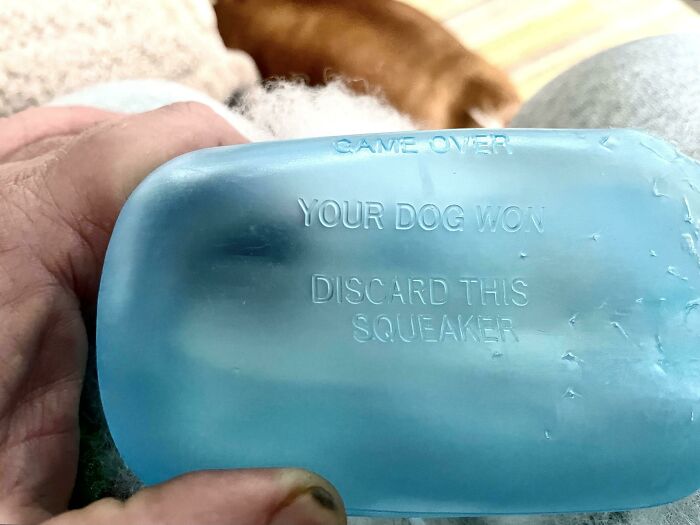 GAME OVER
YOUR DOG WON
DISCARD THIS
SQUEAKER